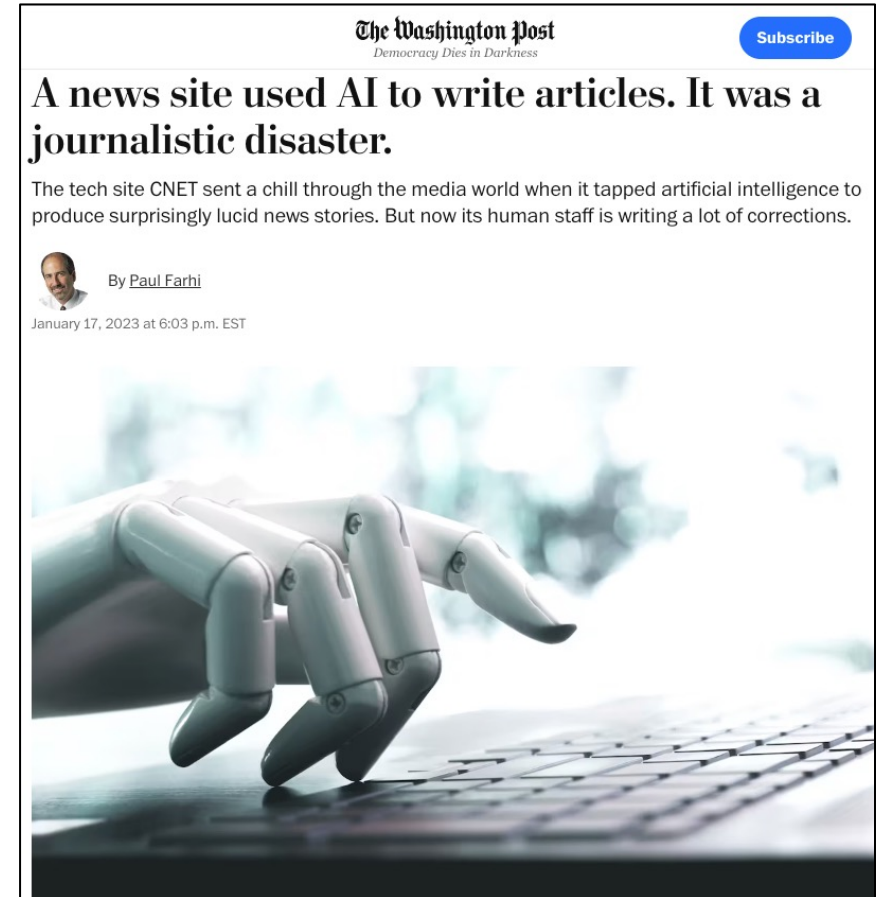 The Washington Post
Democracy Dies in Darkness
Subscribe
A news site used AI to write articles. It was a
journalistic disaster.
The tech site CNET sent a chill through the media world when it tapped artificial intelligence to
produce surprisingly lucid news stories. But now its human staff is writing a lot of corrections.
By Paul Farhi
January 17, 2023 at 6:03 p.m. EST